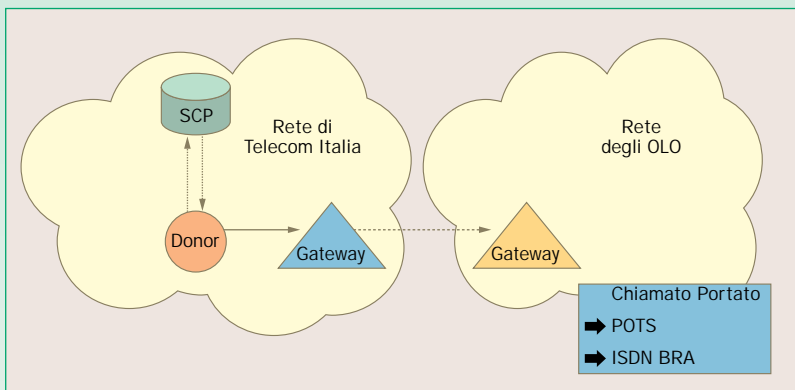 SCP
Rete di
Telecom Italia
Rete
degli OLO
Donor
Gateway
Gateway
Chiamato Portato
POTS
ISDN BRA